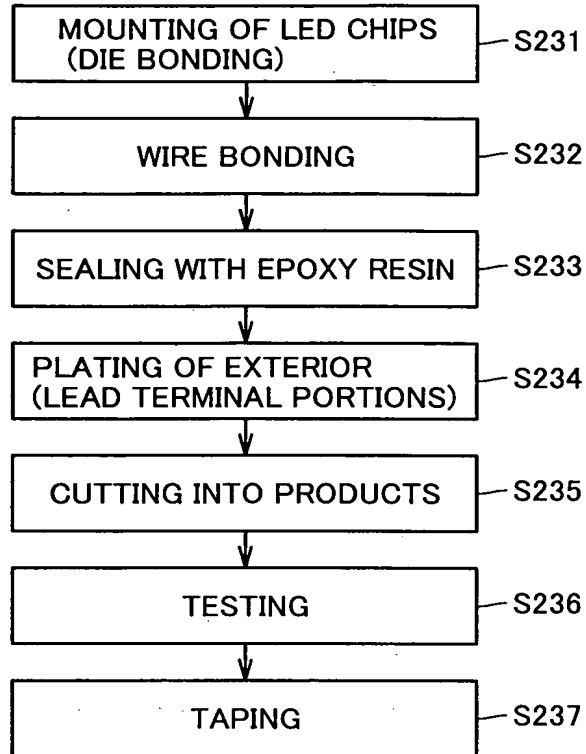 MOUNTING OF LED CHIPS
(DIE BONDING)
S231
WIRE BONDING
S232
SEALING WITH EPOXY RESIN
S233
PLATING OF EXTERIOR
(LEAD TERMINAL PORTIONS)
S234
CUTTING INTO PRODUCTS
S235
TESTING
S236
TAPING
S237